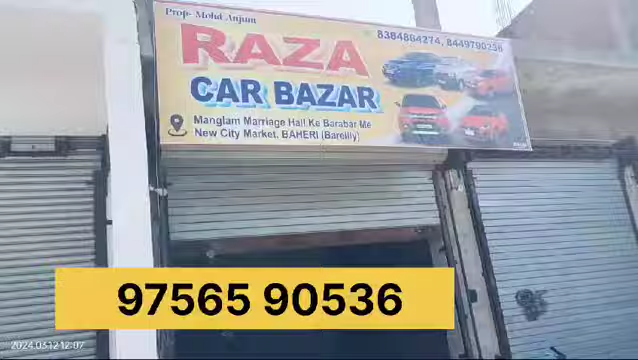 Prop- Mohd Anjum
8384884274, 8449790236
RAZA
CAR BAZAR
Manglam Marriage Hall Ke Barabar Me
New City Market, BAHERI (Bareilly)
97565 90536
2024.03.12 12:07